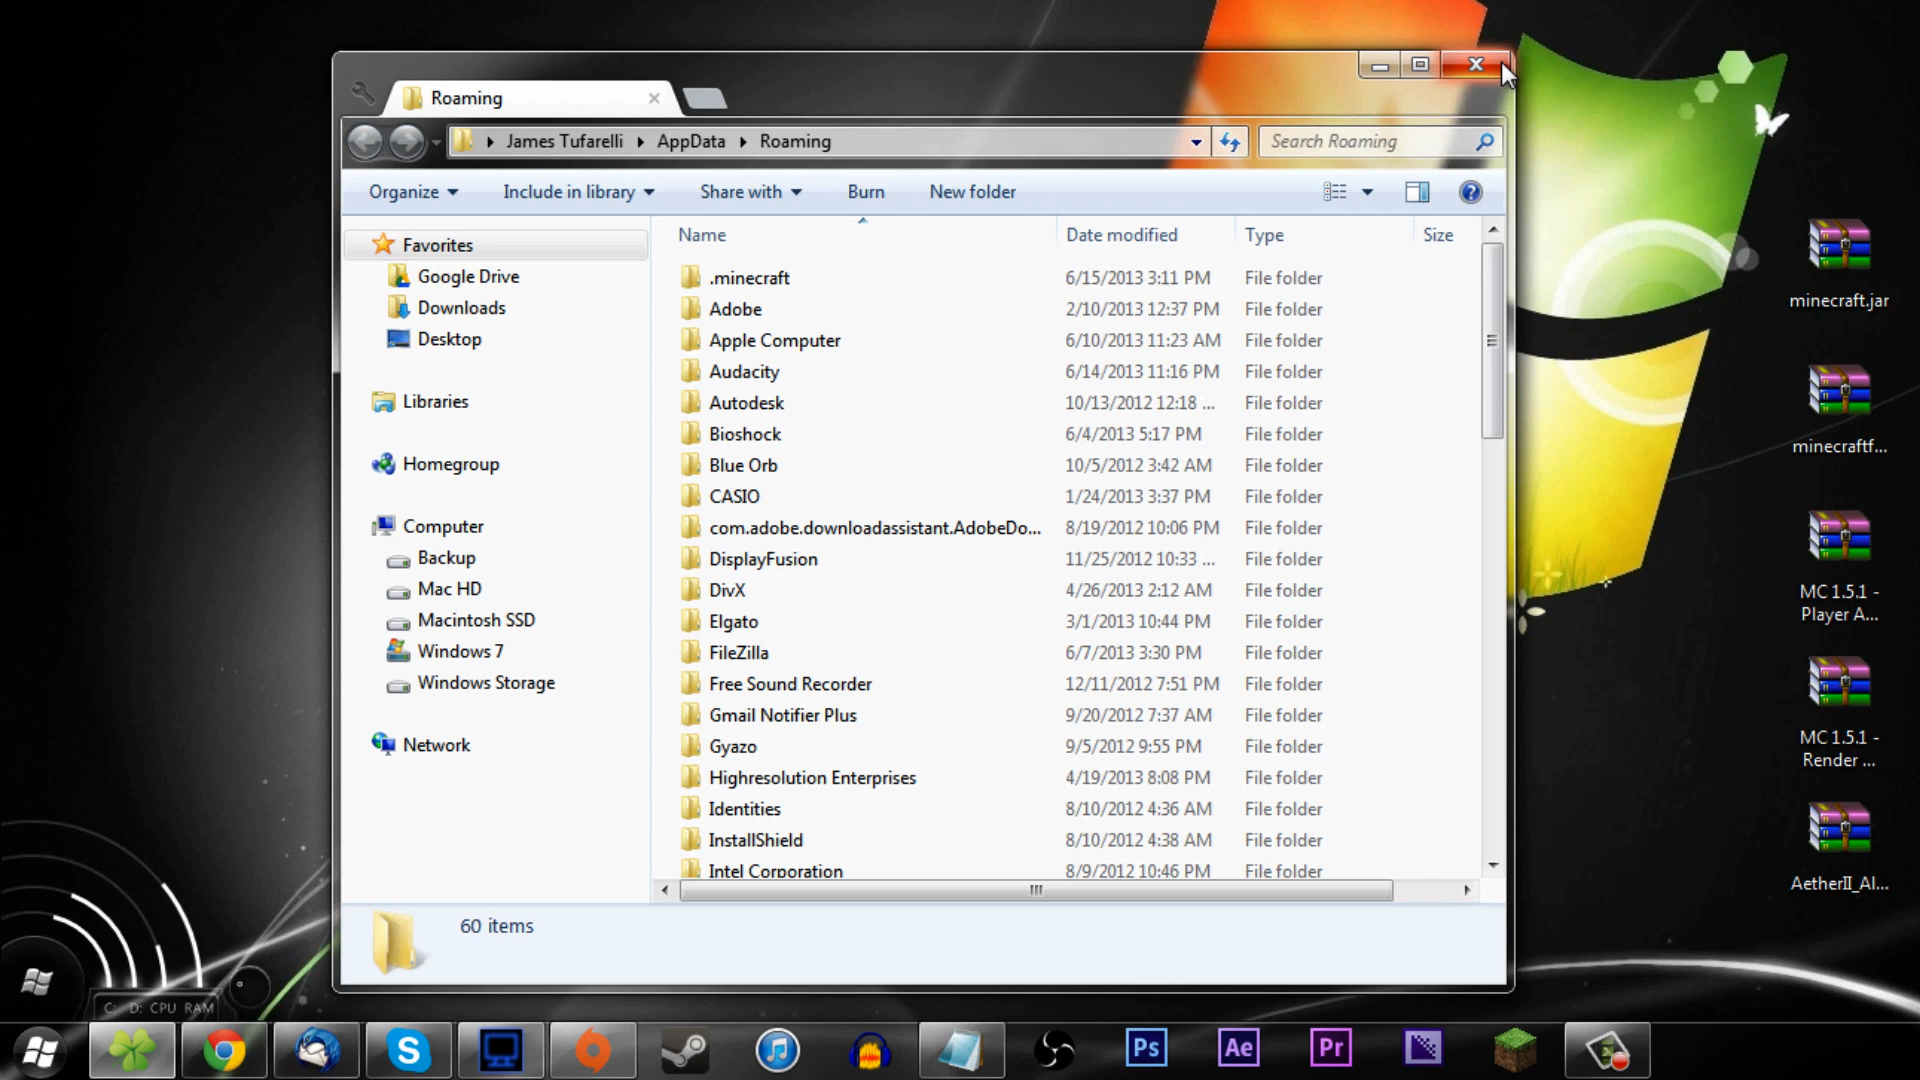 Roaming
James Tufarelli
AppData
Roaming
Search Roaming
Organize
Include in library
Share with
Burn
New folder
Name
Date modified
Type
Size
Favorites
Google Drive
Downloads
Desktop
Libraries
Homegroup
Computer
Backup
Mac HD
Macintosh SSD
Windows 7
Windows Storage
Network
.minecraft 6/15/2013 3:11 PM File folder
Adobe 2/10/2013 12:37 PM File folder
Apple Computer 6/10/2013 11:23 AM File folder
Audacity 6/14/2013 11:16 PM File folder
Autodesk 10/13/2012 12:18 ... File folder
Bioshock 6/4/2013 5:17 PM File folder
Blue Orb 10/5/2012 3:42 AM File folder
CASIO 1/24/2013 3:37 PM File folder
com.adobe.downloadassistant.AdobeDo... 8/19/2012 10:06 PM File folder
DisplayFusion 11/25/2012 10:33 ... File folder
DivX 4/26/2013 2:12 AM File folder
Elgato 3/1/2013 10:44 PM File folder
FileZilla 6/7/2013 3:30 PM File folder
Free Sound Recorder 12/11/2012 7:51 PM File folder
Gmail Notifier Plus 9/20/2012 7:37 AM File folder
Gyazo 9/5/2012 9:55 PM File folder
Highresolution Enterprises 4/19/2013 8:08 PM File folder
Identities 8/10/2012 4:36 AM File folder
InstallShield 8/10/2012 4:38 AM File folder
Intel Corporation 8/9/2012 10:46 PM File folder
60 items
minecraft.jar
minecraftf...
MC 1.5.1 -
Player A...
MC 1.5.1 -
Render ...
AetherII_Al...
C: D: CPU RAM
Ps
Ae
Pr